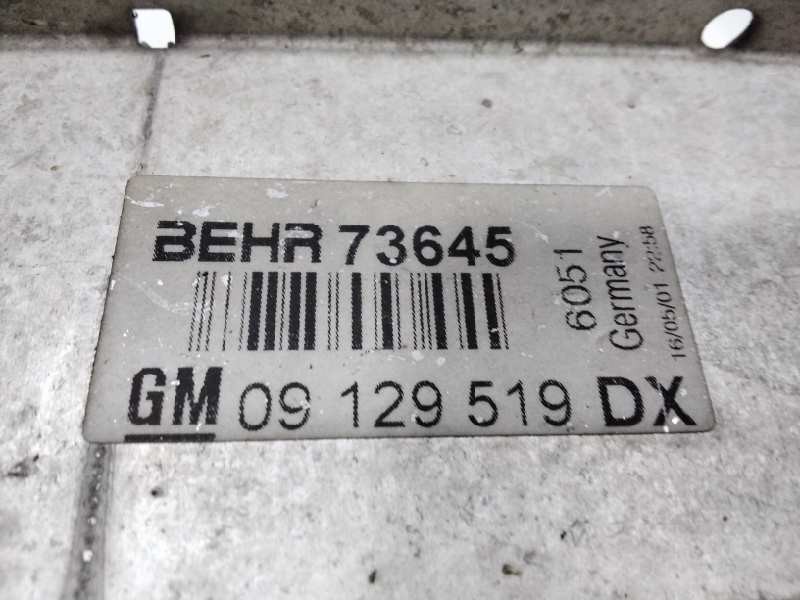 BEHR 73645
GM 09 129 519 DX
6051
Germany
16/05/01 22:58